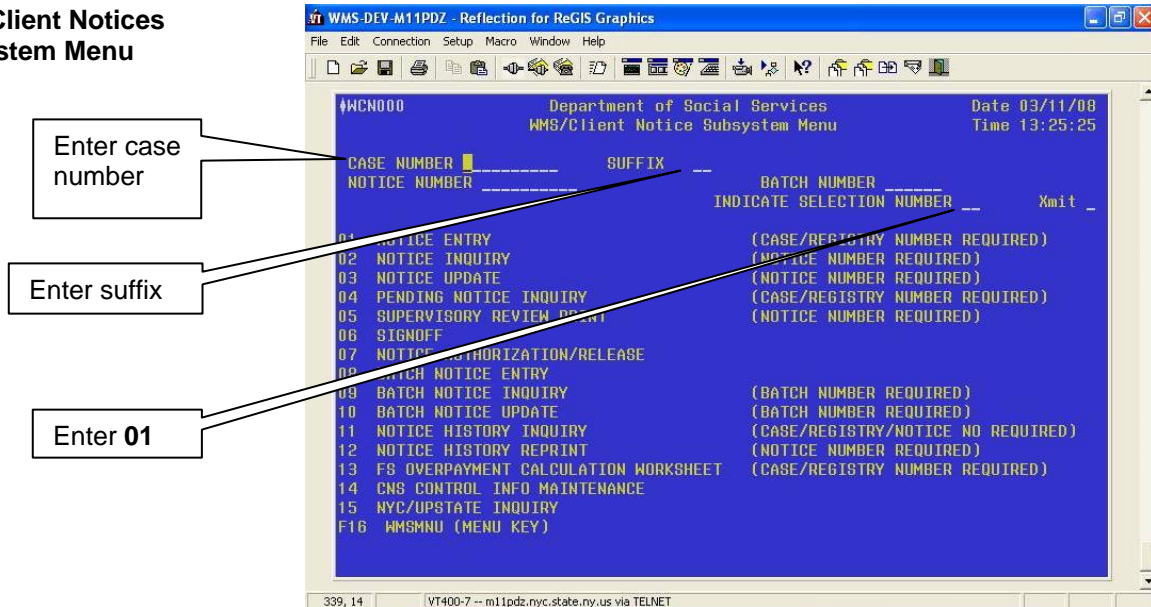 Client Notices
stem Menu
WMS-DEV-M11PDZ - Reflection for ReGIS Graphics
File Edit Connection Setup Macro Window Help
WCN000 Department of Social Services Date 03/11/08
WMS/Client Notice Subsystem Menu Time 13:25:25
Enter case number
CASE NUMBER __________ SUFFIX __
NOTICE NUMBER __________ BATCH NUMBER ______
INDICATE SELECTION NUMBER __ Xmit _
Enter suffix
01 NOTICE ENTRY (CASE/REGISTRY NUMBER REQUIRED)
02 NOTICE INQUIRY (NOTICE NUMBER REQUIRED)
03 NOTICE UPDATE (NOTICE NUMBER REQUIRED)
04 PENDING NOTICE INQUIRY (CASE/REGISTRY NUMBER REQUIRED)
05 SUPERVISORY REVIEW PRINT (NOTICE NUMBER REQUIRED)
06 SIGNOFF
07 NOTICE AUTHORIZATION/RELEASE
08 BATCH NOTICE ENTRY
09 BATCH NOTICE INQUIRY (BATCH NUMBER REQUIRED)
10 BATCH NOTICE UPDATE (BATCH NUMBER REQUIRED)
11 NOTICE HISTORY INQUIRY (CASE/REGISTRY/NOTICE NO REQUIRED)
12 NOTICE HISTORY REPRINT (NOTICE NUMBER REQUIRED)
13 FS OVERPAYMENT CALCULATION WORKSHEET (CASE/REGISTRY NUMBER REQUIRED)
14 CNS CONTROL INFO MAINTENANCE
15 NYC/UPSTATE INQUIRY
F16 WMSMNU (MENU KEY)
Enter 01
339, 14 VT400-7 -- m11pdz.nyc.state.ny.us via TELNET